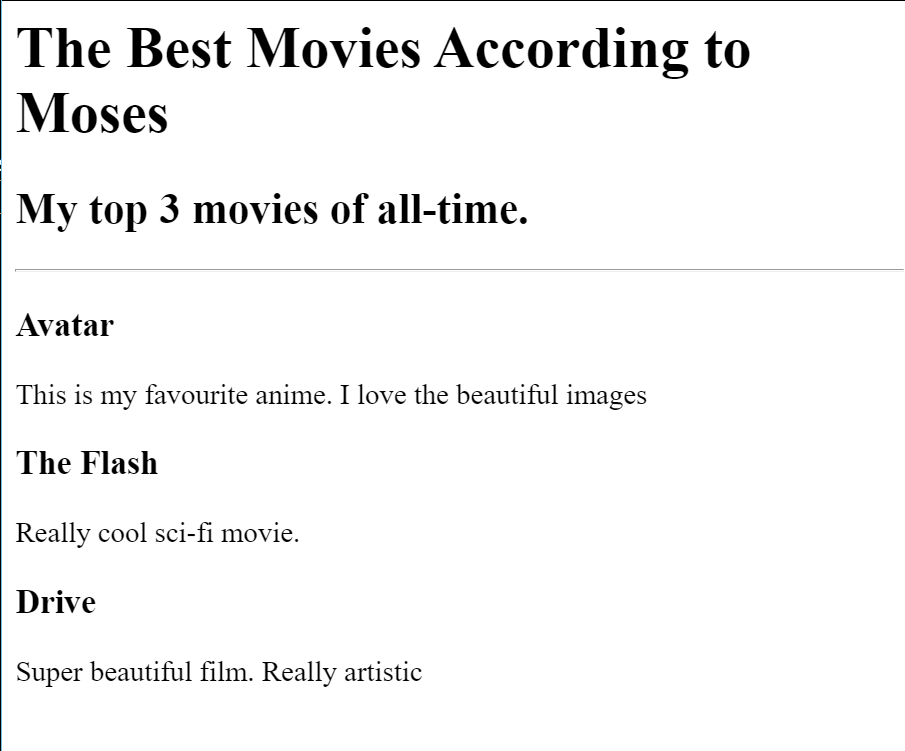 The Best Movies According to
Moses
My top 3 movies of all-time.
Avatar
This is my favourite anime. I love the beautiful images
The Flash
Really cool sci-fi movie.
Drive
Super beautiful film. Really artistic